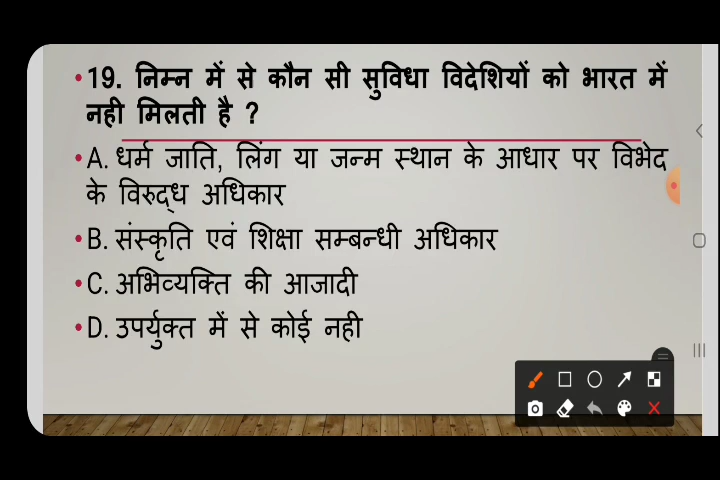 •19. निम्न में से कौन सी सुविधा विदेशियों को भारत में
नही मिलती है ?
•A. धर्म जाति, लिंग या जन्म स्थान के आधार पर विभेद
के विरुद्ध अधिकार
•B. संस्कृति एवं शिक्षा सम्बन्धी अधिकार
•C. अभिव्यक्ति की आजादी
•D. उपर्युक्त में से कोई नही